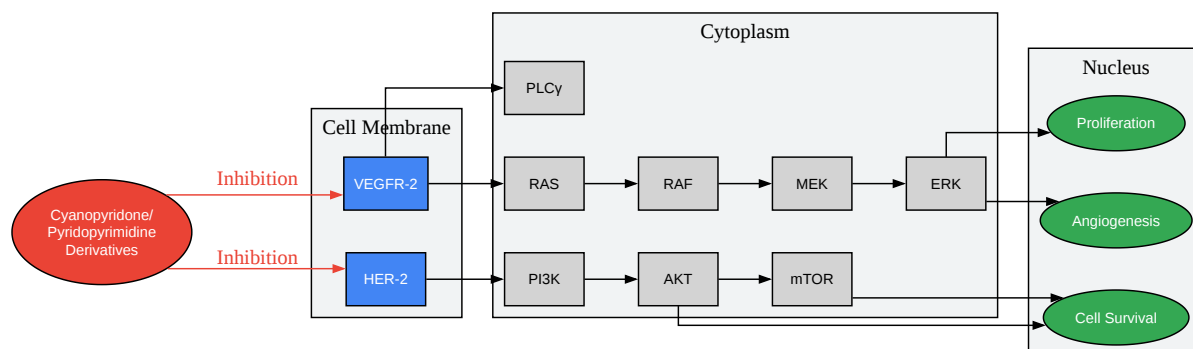 Cytoplasm
Nucleus
Cell Membrane
PLCγ
Proliferation
Inhibition
VEGFR-2
RAS
RAF
MEK
ERK
Cyanopyridone/
Pyridopyrimidine
Derivatives
Angiogenesis
Inhibition
HER-2
PI3K
AKT
mTOR
Cell Survival